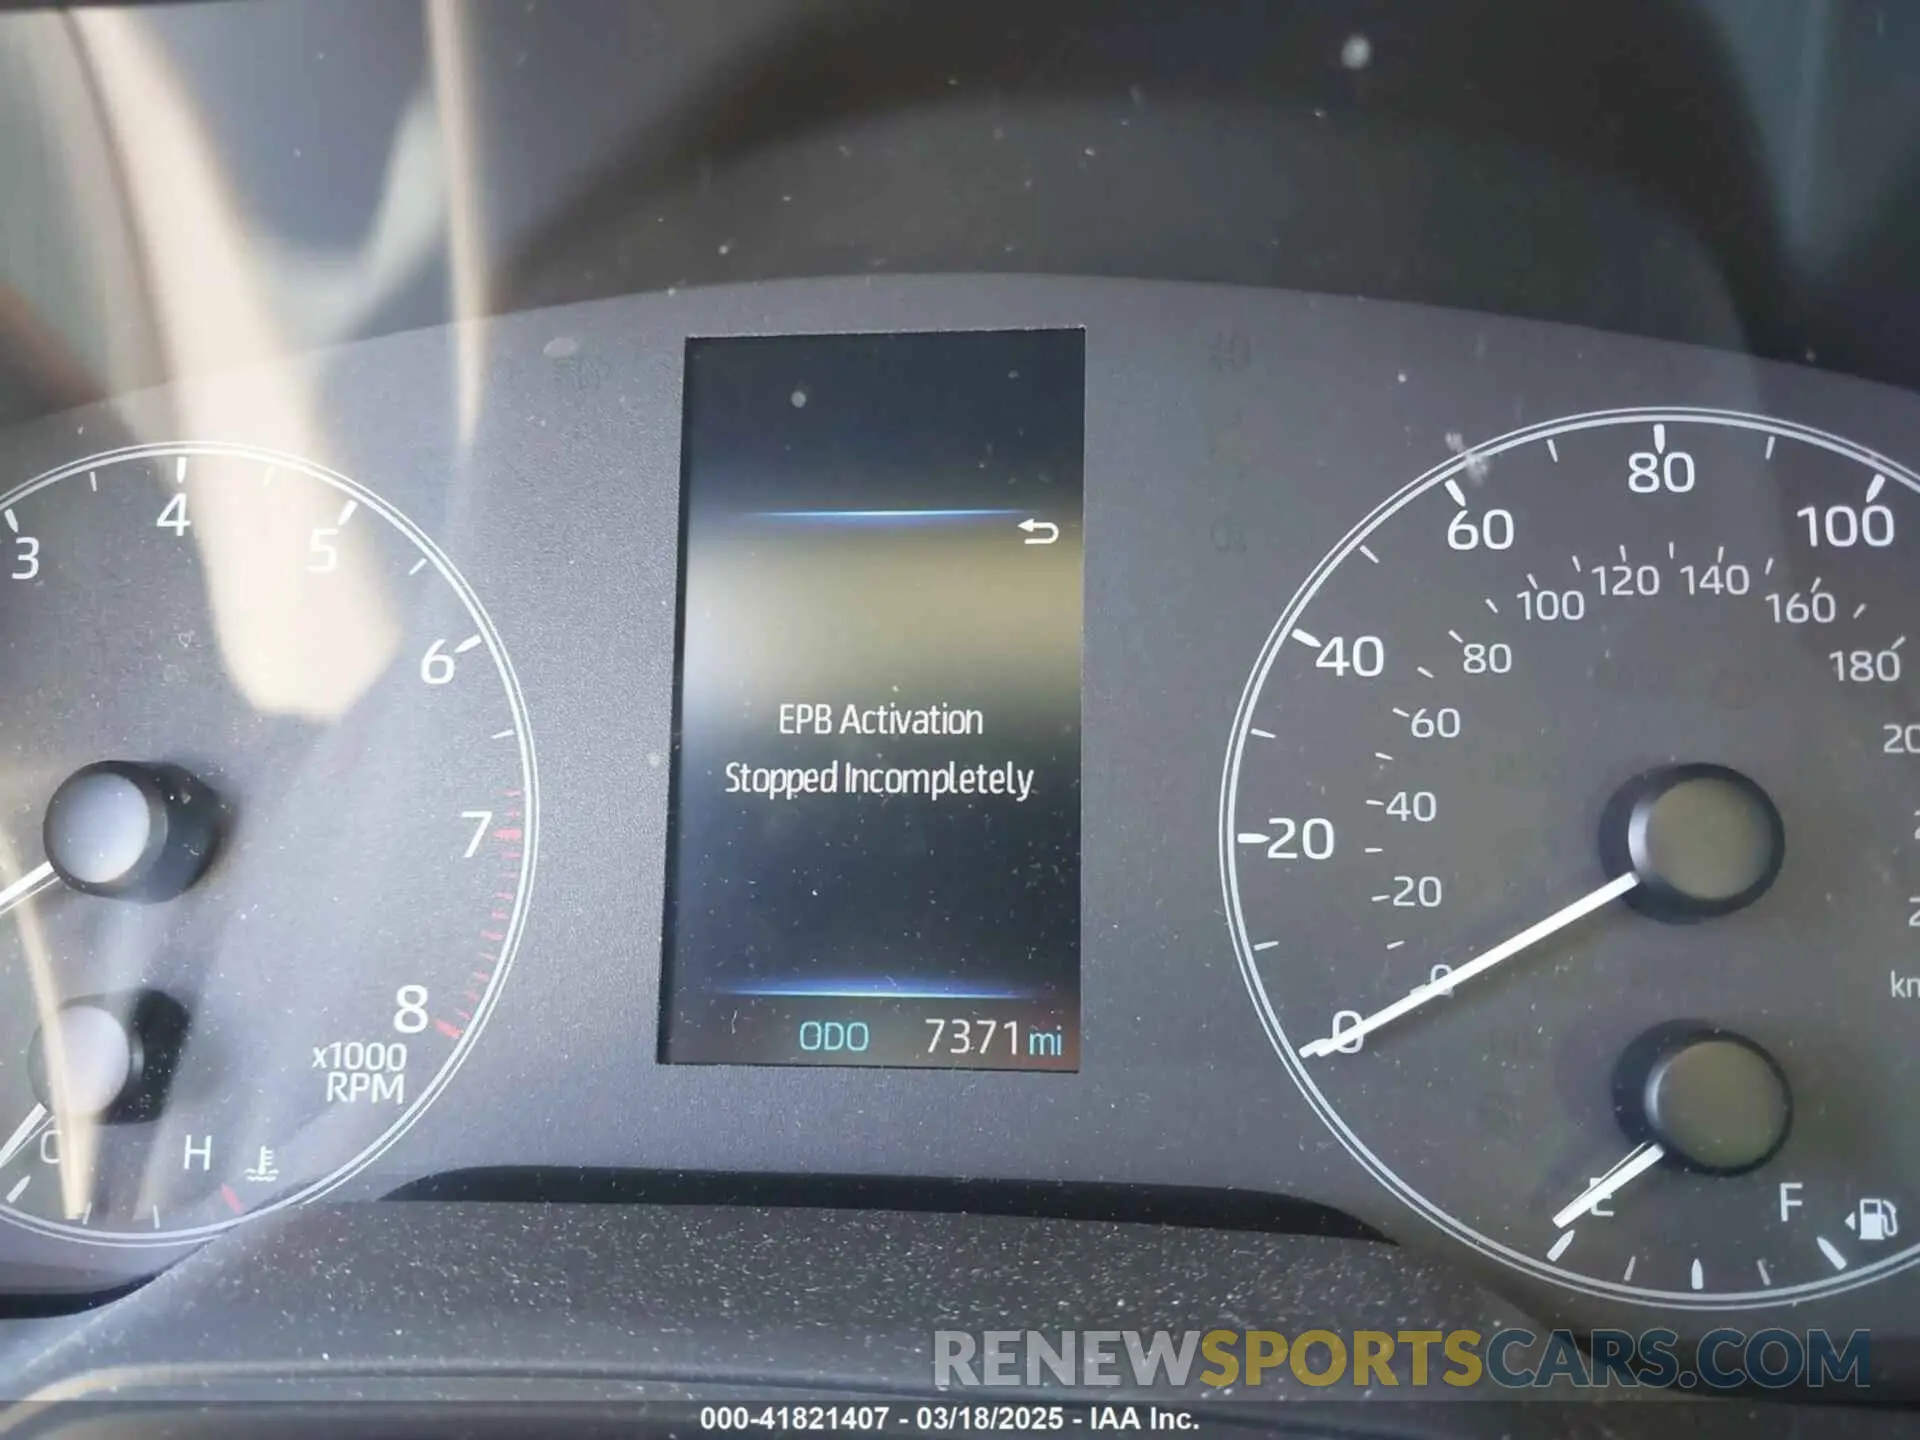 3
4
5
6
7
8
x1000
RPM
C
H
EPB Activation
Stopped Incompletely
ODO 7371 mi
0
20
40
60
80
100
0
20
40
60
80
100
120
140
160
180
E
F
RENEWSPORTSCARS.COM
000-41821407 - 03/18/2025 - IAA Inc.